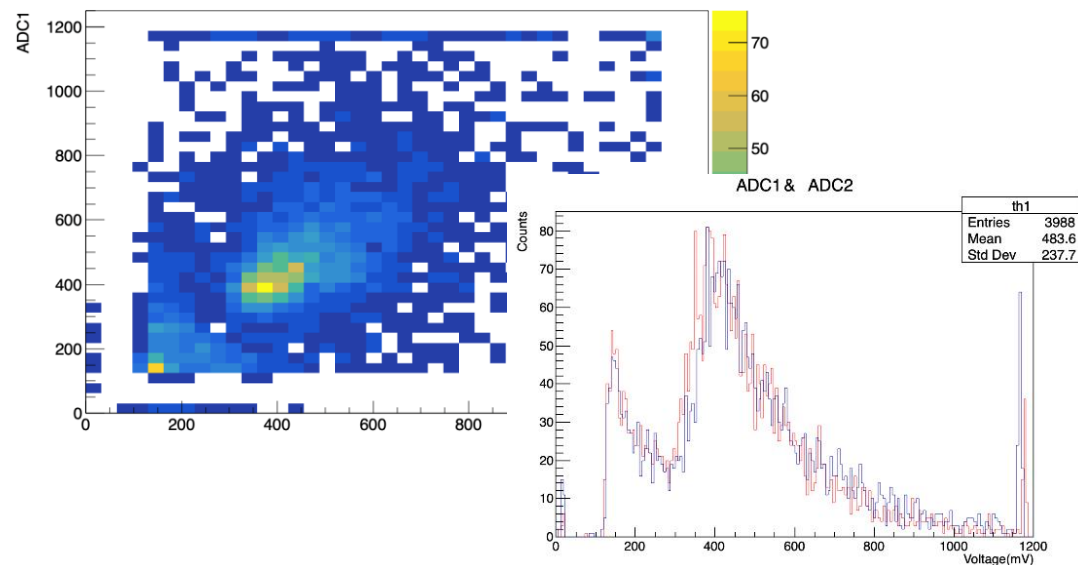 ADC1
1200
1000
800
600
400
200
0
0 200 400 600 800
70
60
50
ADC1 & ADC2
th1
Entries 3988
Mean 483.6
Std Dev 237.7
Counts
80
70
60
50
40
30
20
10
0
0 200 400 600 800 1000 1200
Voltage(mV)